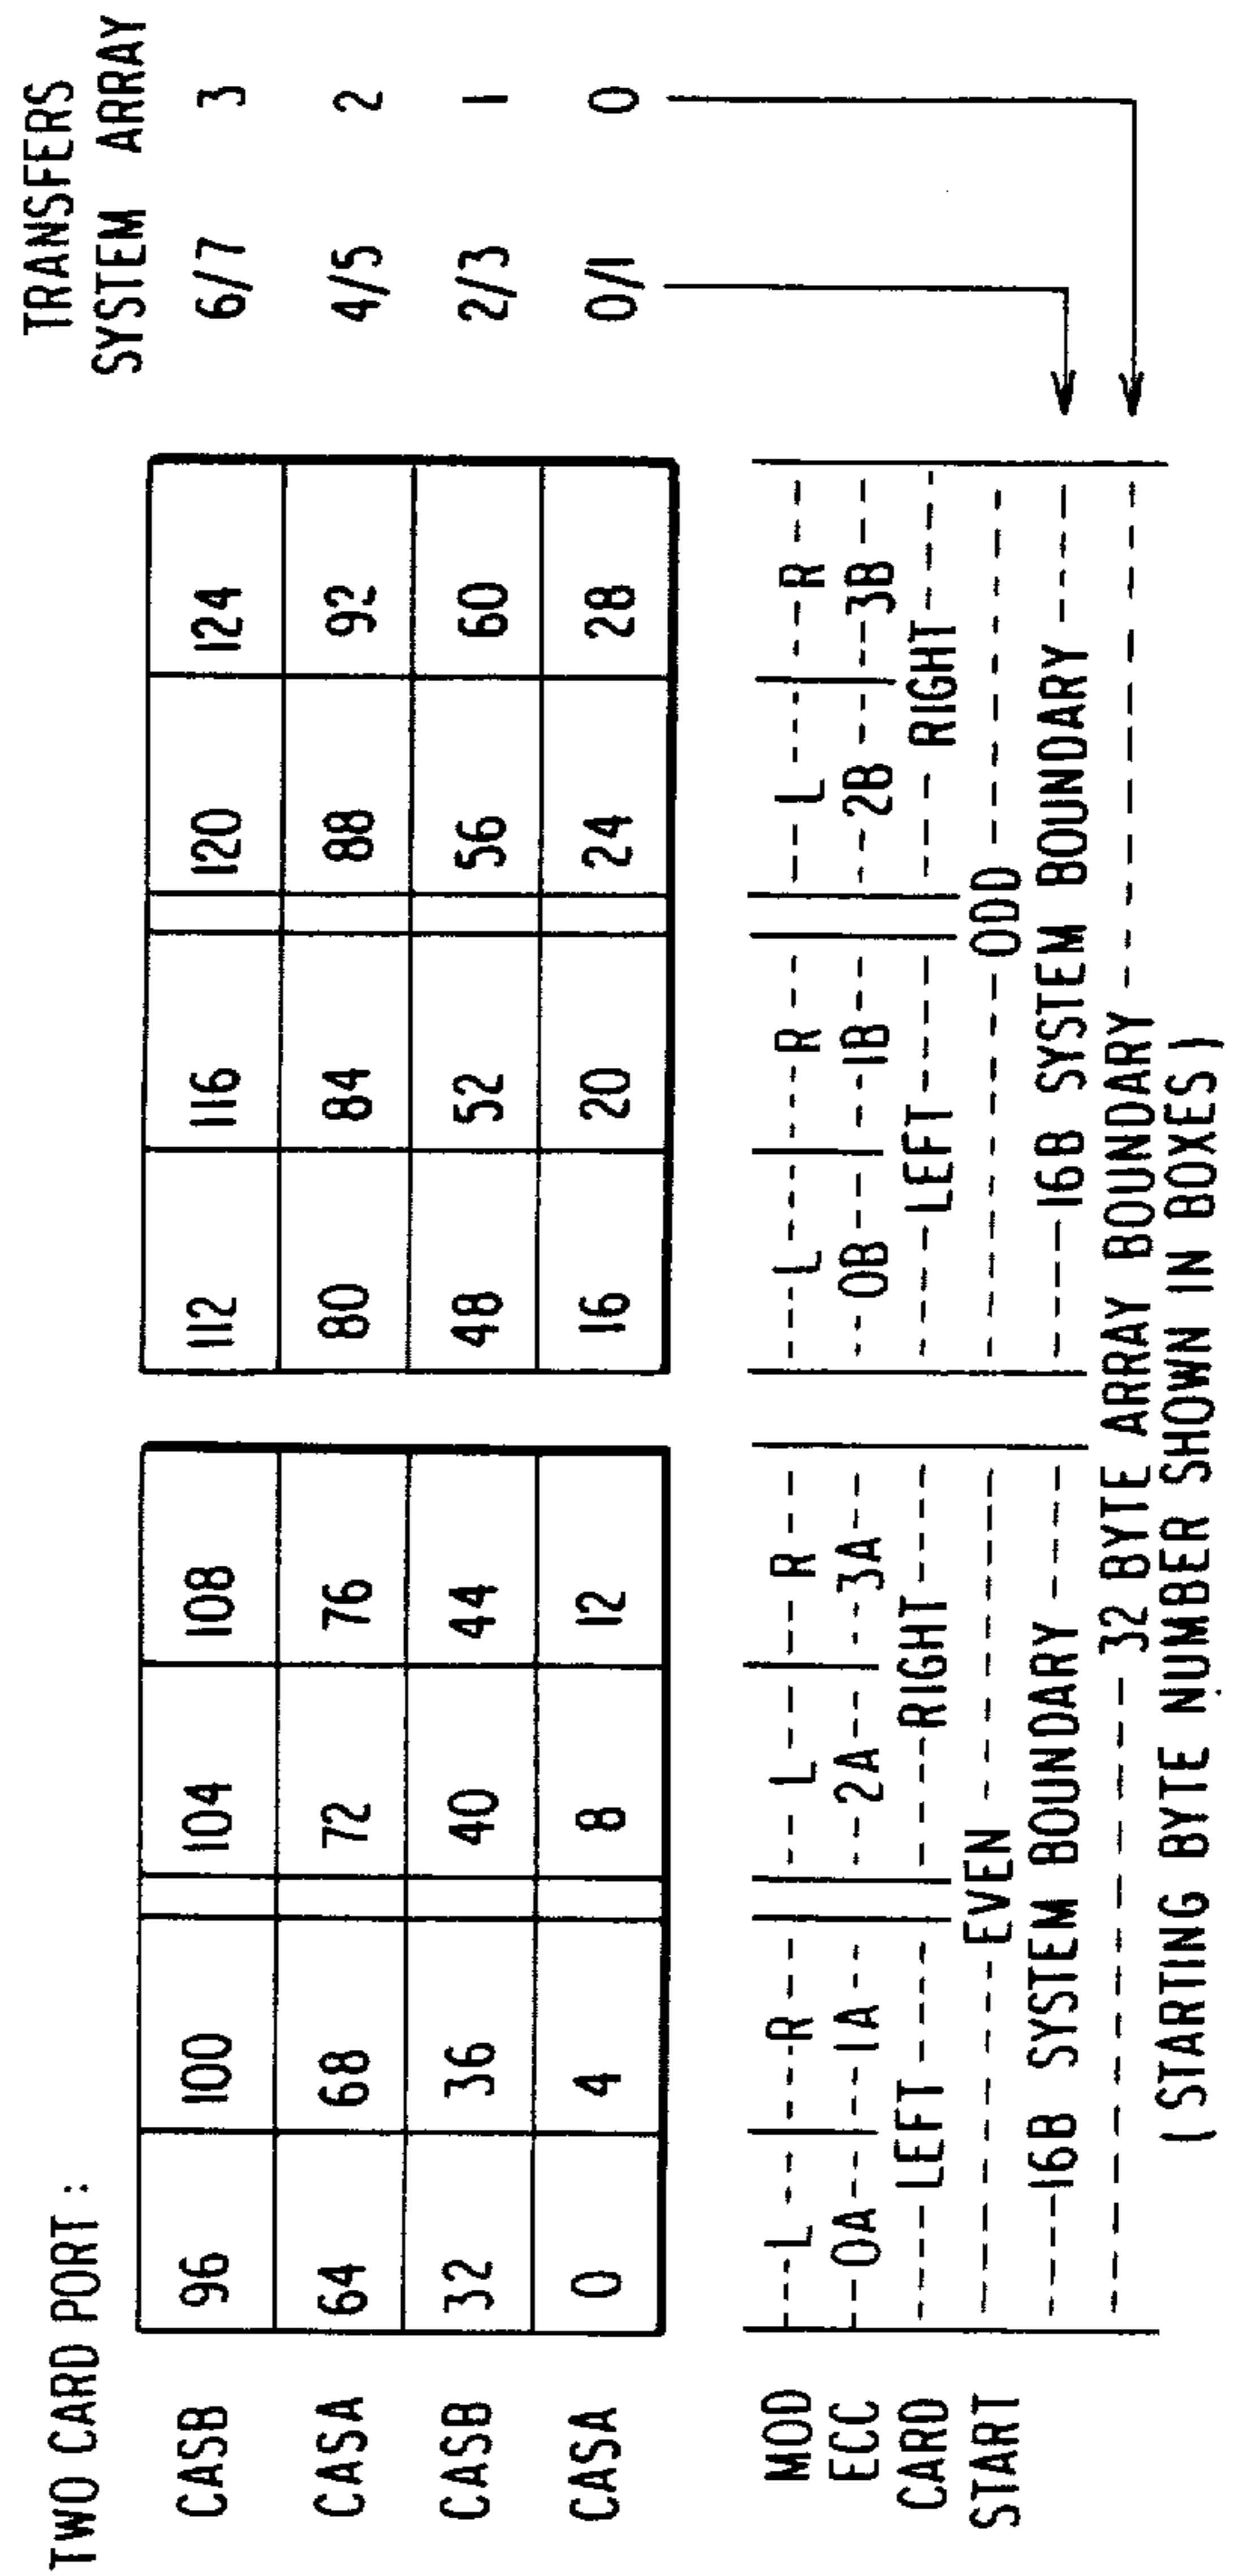 TWO CARD PORT :
TRANSFERS
SYSTEM ARRAY
CASB 96 100 104 108 112 116 120 124 6/7 3
CASA 64 68 72 76 80 84 88 92 4/5 2
CASB 32 36 40 44 48 52 56 60 2/3 1
CASA 0 4 8 12 16 20 24 28 0/1 0
MOD L R L R L R L R
ECC 0A 1A 2A 3A 0B 1B 2B 3B
CARD LEFT RIGHT LEFT RIGHT
START EVEN ODD
16B SYSTEM BOUNDARY 16B SYSTEM BOUNDARY
32 BYTE ARRAY BOUNDARY
( STARTING BYTE NUMBER SHOWN IN BOXES )